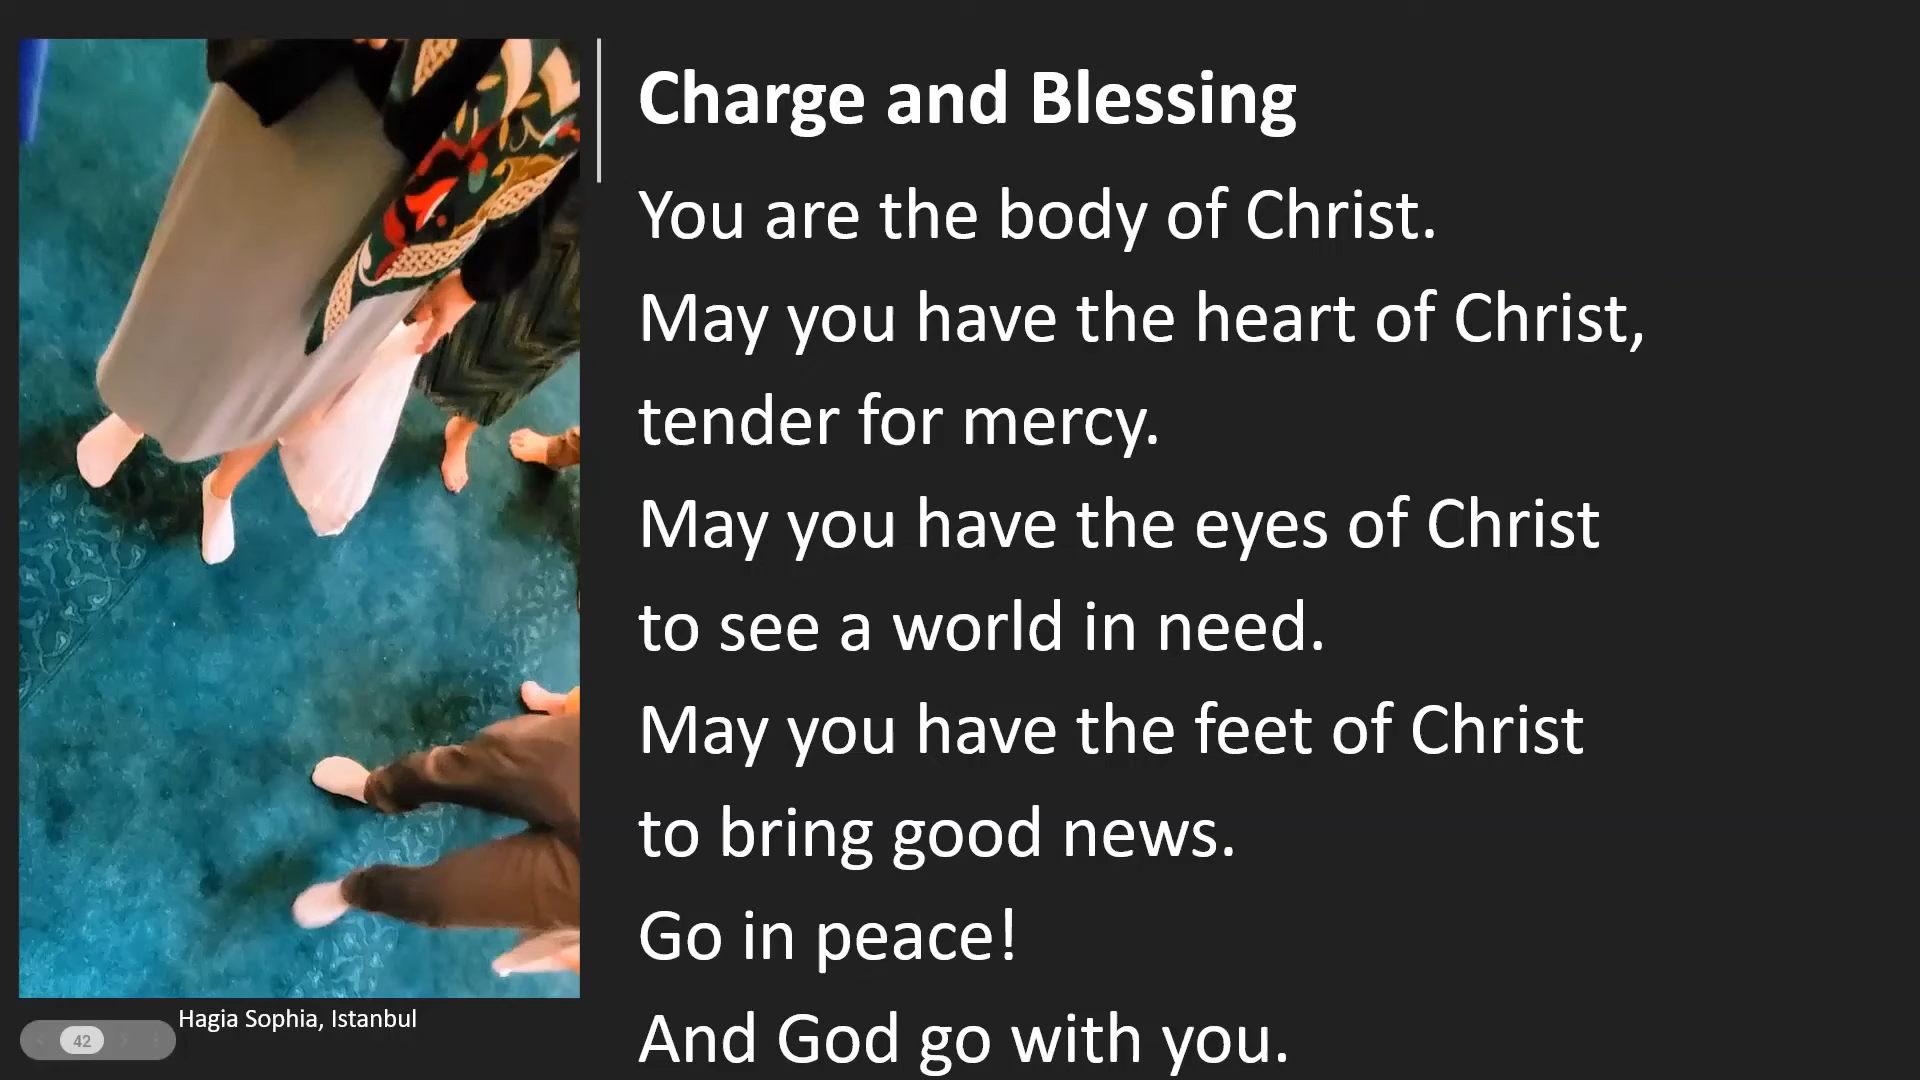 Charge and Blessing
You are the body of Christ.
May you have the heart of Christ,
tender for mercy.
May you have the eyes of Christ
to see a world in need.
May you have the feet of Christ
to bring good news.
Go in peace!
And God go with you.
Hagia Sophia, Istanbul
42